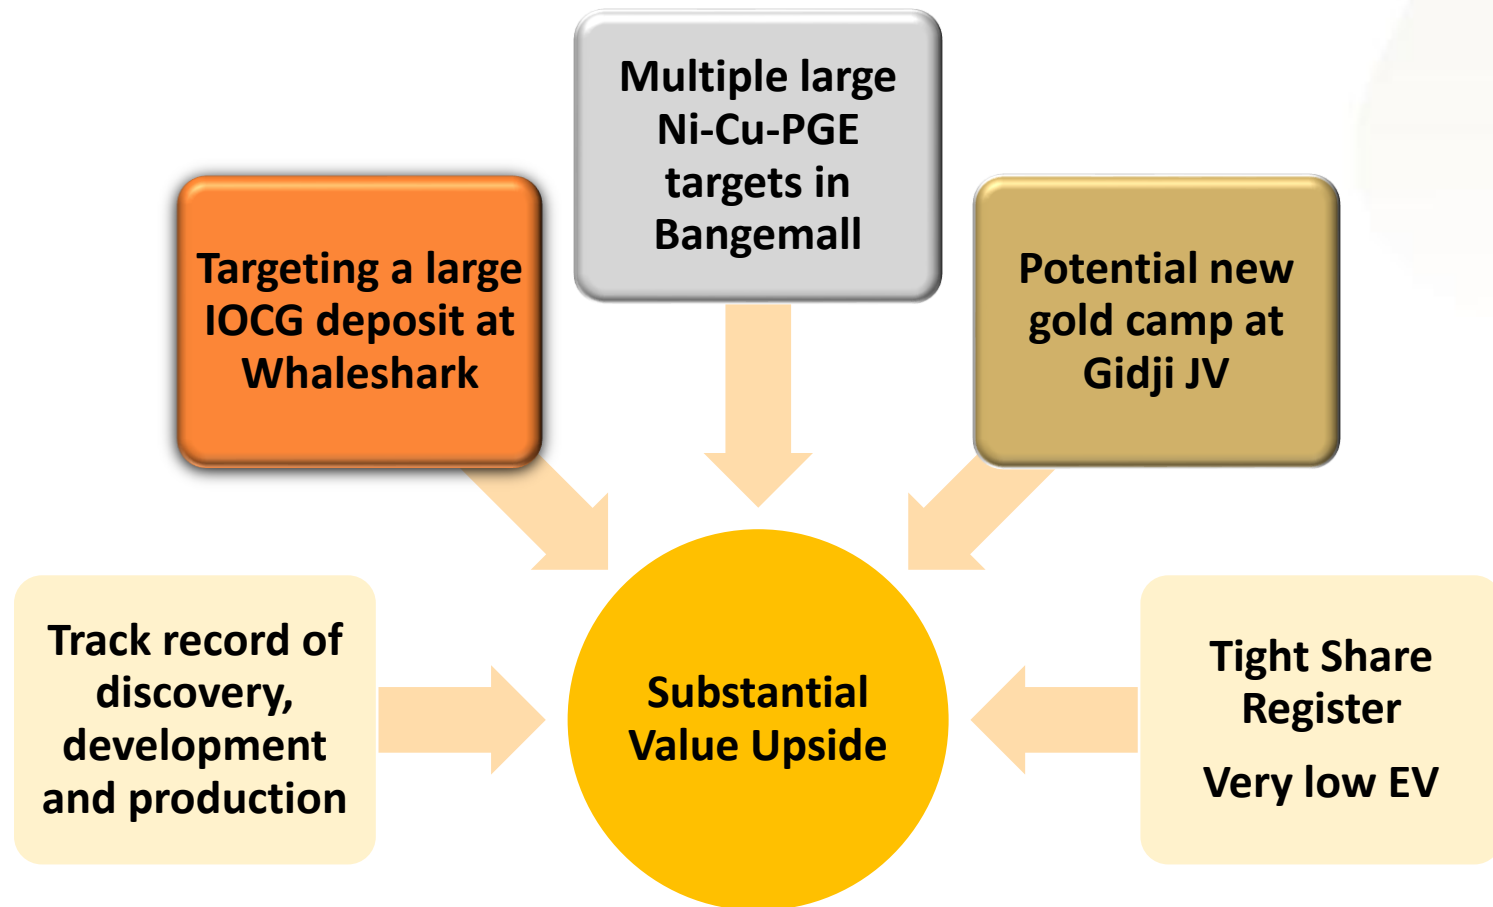 Multiple large
Ni-Cu-PGE
targets in
Bangemall
Targeting a large
IOCG deposit at
Whaleshark
Potential new
gold camp at
Gidji JV
Track record of
discovery,
development
and production
Substantial
Value Upside
Tight Share
Register
Very low EV